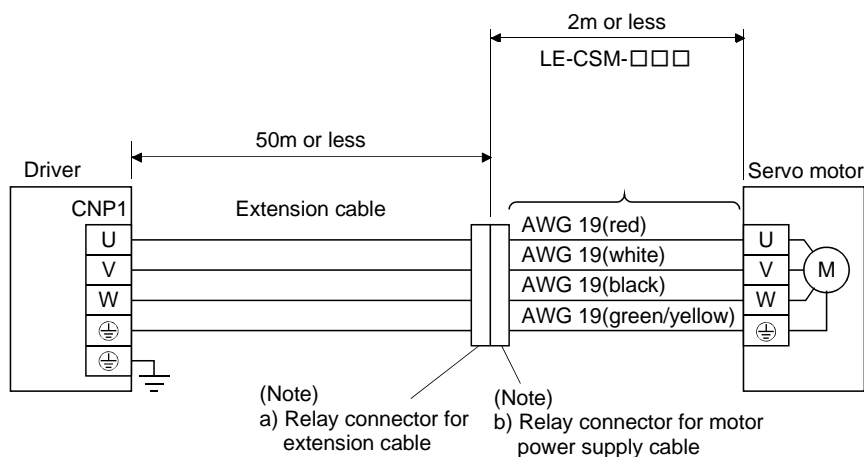 2m or less
LE-CSM-□□□
50m or less
Driver
Servo motor
CNP1
Extension cable
AWG 19(red)
U
U
AWG 19(white)
V
V
M
AWG 19(black)
W
W
AWG 19(green/yellow)
(Note)
a) Relay connector for
extension cable
(Note)
b) Relay connector for motor
power supply cable